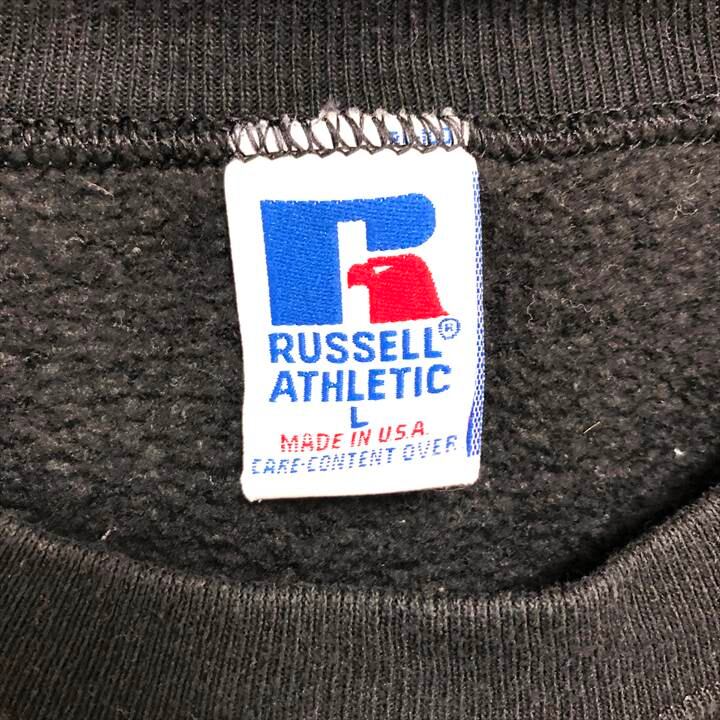 RUSSELL®
ATHLETIC
L
MADE IN U.S.A.
CARE-CONTENT OVER